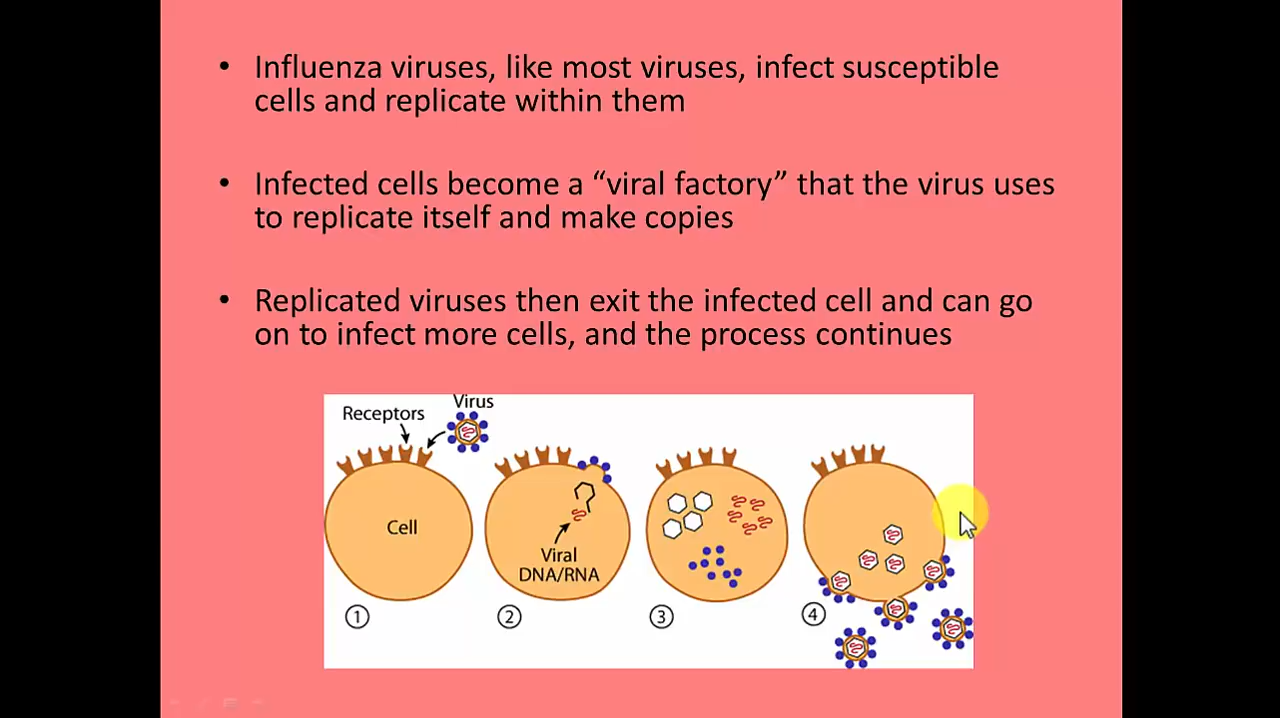 • Influenza viruses, like most viruses, infect susceptible
cells and replicate within them
• Infected cells become a “viral factory” that the virus uses
to replicate itself and make copies
• Replicated viruses then exit the infected cell and can go
on to infect more cells, and the process continues
Virus
Receptors
Cell
Viral
DNA/RNA
1 2 3 4